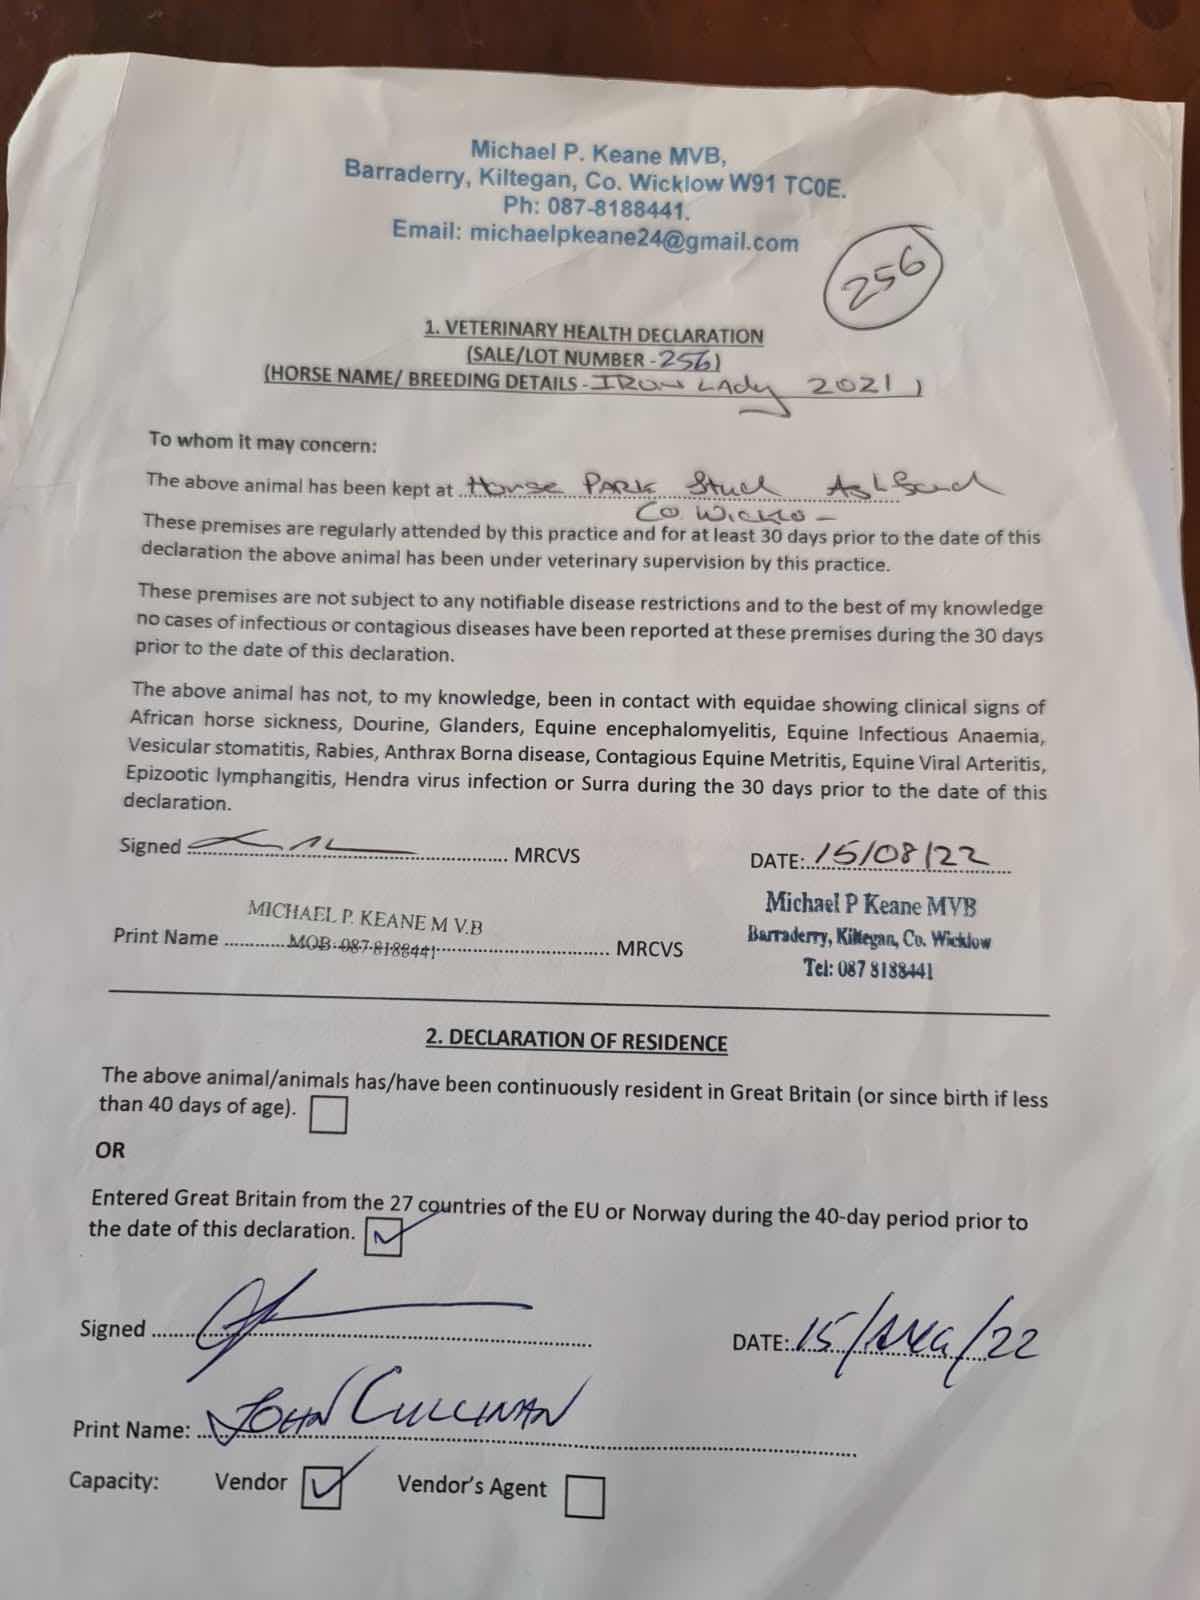 Michael P. Keane MVB,
Barraderry, Kiltegan, Co. Wicklow W91 TC0E.
Ph: 087-8188441.
Email: michaelpkeane24@gmail.com
256
1. VETERINARY HEALTH DECLARATION
(SALE/LOT NUMBER - 256)
(HORSE NAME/ BREEDING DETAILS - IRON LAdy 2021)
To whom it may concern:
The above animal has been kept at Horse PARK Stud Ashford
Co. Wicklo
These premises are regularly attended by this practice and for at least 30 days prior to the date of this
declaration the above animal has been under veterinary supervision by this practice.
These premises are not subject to any notifiable disease restrictions and to the best of my knowledge
no cases of infectious or contagious diseases have been reported at these premises during the 30 days
prior to the date of this declaration.
The above animal has not, to my knowledge, been in contact with equidae showing clinical signs of
African horse sickness, Dourine, Glanders, Equine encephalomyelitis, Equine Infectious Anaemia,
Vesicular stomatitis, Rabies, Anthrax Borna disease, Contagious Equine Metritis, Equine Viral Arteritis,
Epizootic lymphangitis, Hendra virus infection or Surra during the 30 days prior to the date of this
declaration.
Signed MRCVS DATE: 15/08/22
Michael P Keane MVB
Barraderry, Kiltegan, Co. Wicklow
Tel: 087 8188441
MICHAEL P. KEANE M V.B
Print Name MOB: 087-8188441 MRCVS
2. DECLARATION OF RESIDENCE
The above animal/animals has/have been continuously resident in Great Britain (or since birth if less
than 40 days of age).
OR
Entered Great Britain from the 27 countries of the EU or Norway during the 40-day period prior to
the date of this declaration.
Signed DATE: 15/AUG/22
Print Name: JOHN CULLINAN
Capacity: Vendor Vendor's Agent